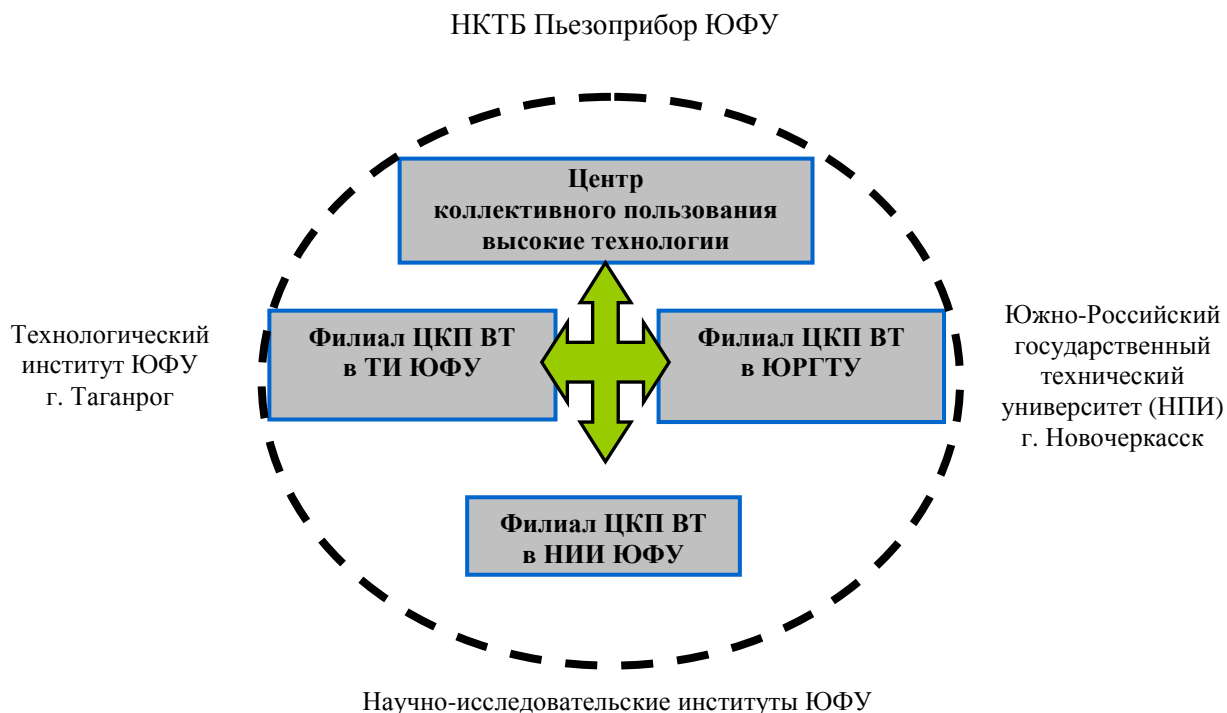 НКТБ Пьезоприбор ЮФУ
Центр
коллективного пользования
высокие технологии
Технологический
институт ЮФУ
г. Таганрог
Филиал ЦКП ВТ
в ТИ ЮФУ
Филиал ЦКП ВТ
в ЮРГТУ
Южно-Российский
государственный
технический
университет (НПИ)
г. Новочеркасск
Филиал ЦКП ВТ
в НИИ ЮФУ
Научно-исследовательские институты ЮФУ